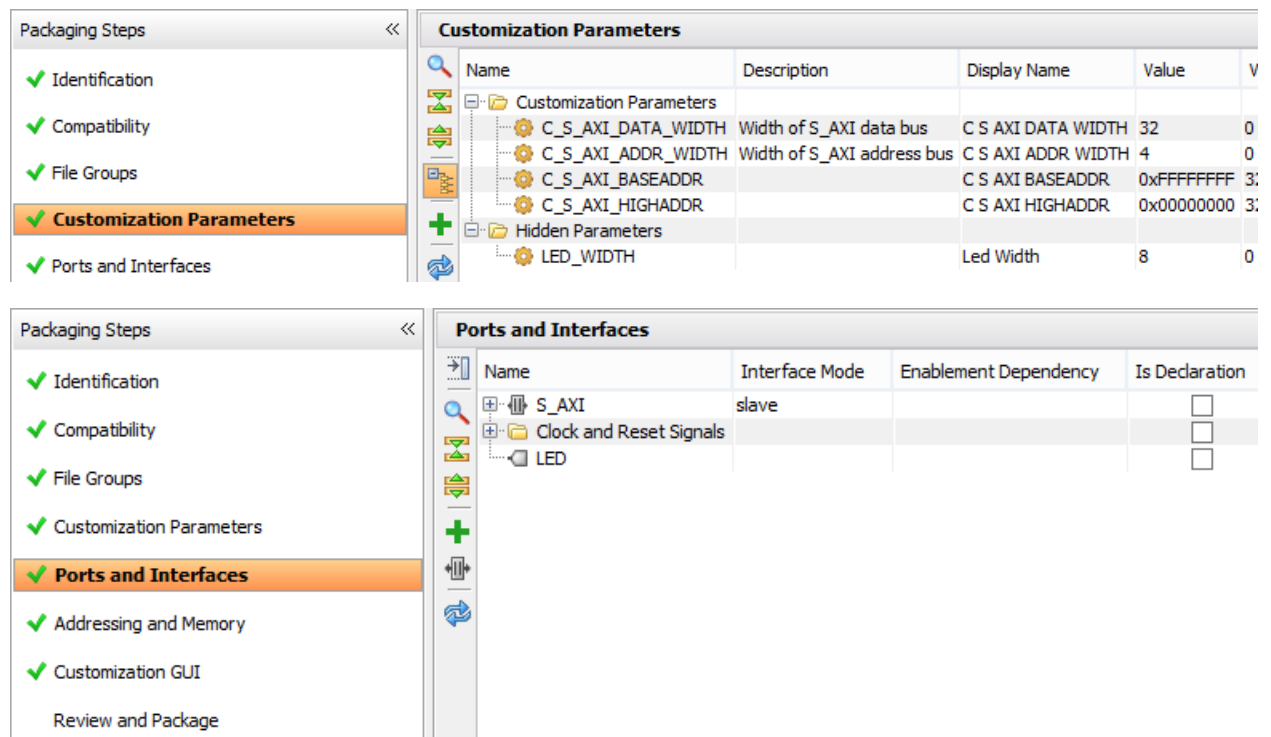 Packaging Steps
Customization Parameters
Identification
Compatibility
File Groups
Customization Parameters
Ports and Interfaces
Name Description Display Name Value V
Customization Parameters
C_S_AXI_DATA_WIDTH Width of S_AXI data bus C S AXI DATA WIDTH 32 0
C_S_AXI_ADDR_WIDTH Width of S_AXI address bus C S AXI ADDR WIDTH 4 0
C_S_AXI_BASEADDR C S AXI BASEADDR 0xFFFFFFFF 32
C_S_AXI_HIGHADDR C S AXI HIGHADDR 0x00000000 32
Hidden Parameters
LED_WIDTH Led Width 8 0
Packaging Steps
Ports and Interfaces
Identification
Compatibility
File Groups
Customization Parameters
Ports and Interfaces
Addressing and Memory
Customization GUI
Review and Package
Name Interface Mode Enablement Dependency Is Declaration
S_AXI slave
Clock and Reset Signals
LED